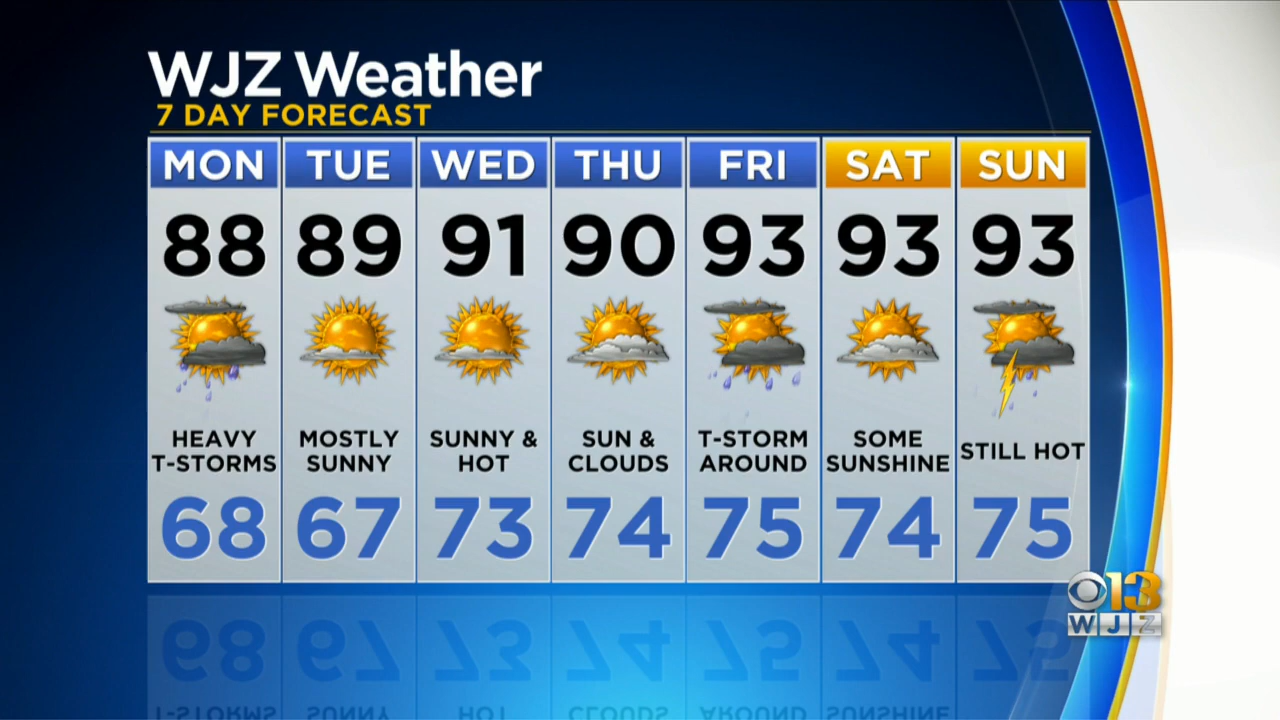 WJZ Weather
7 DAY FORECAST
MON TUE WED THU FRI SAT SUN
88 89 91 90 93 93 93
HEAVY T-STORMS
MOSTLY SUNNY
SUNNY & HOT
SUN & CLOUDS
T-STORM AROUND
SOME SUNSHINE
STILL HOT
68 67 73 74 75 74 75
13
WJZ